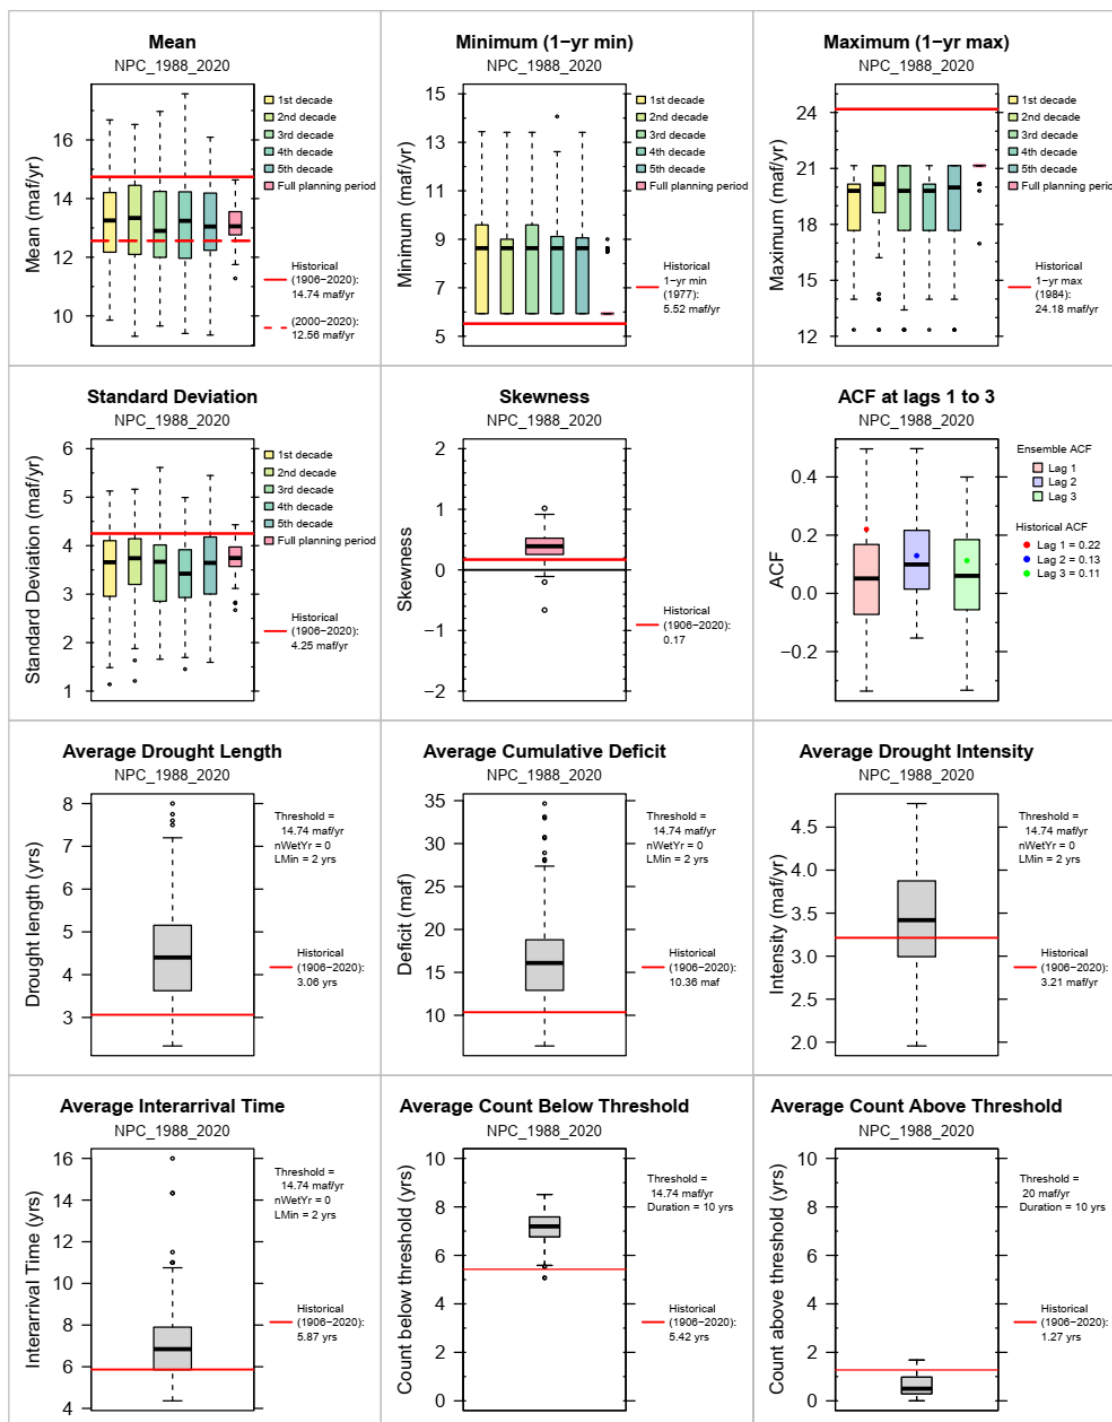 Mean
NPC_1988_2020
Mean (maf/yr)
16
14
12
10
1st decade
2nd decade
3rd decade
4th decade
5th decade
Full planning period
Historical
(1906−2020):
14.74 maf/yr
(2000−2020):
12.56 maf/yr
Minimum (1−yr min)
NPC_1988_2020
Minimum (maf/yr)
15
13
11
9
7
5
1st decade
2nd decade
3rd decade
4th decade
5th decade
Full planning period
Historical
1−yr min
(1977):
5.52 maf/yr
Maximum (1−yr max)
NPC_1988_2020
Maximum (maf/yr)
24
21
18
15
12
1st decade
2nd decade
3rd decade
4th decade
5th decade
Full planning period
Historical
1−yr max
(1984):
24.18 maf/yr
Standard Deviation
NPC_1988_2020
Standard Deviation (maf/yr)
6
5
4
3
2
1
1st decade
2nd decade
3rd decade
4th decade
5th decade
Full planning period
Historical
(1906−2020):
4.25 maf/yr
Skewness
NPC_1988_2020
Skewness
2
1
0
−1
−2
Historical
(1906−2020):
0.17
ACF at lags 1 to 3
NPC_1988_2020
ACF
0.4
0.2
0.0
−0.2
Ensemble ACF
Lag 1
Lag 2
Lag 3
Historical ACF
Lag 1 = 0.22
Lag 2 = 0.13
Lag 3 = 0.11
Average Drought Length
NPC_1988_2020
Drought length (yrs)
8
7
6
5
4
3
Threshold =
14.74 maf/yr
nWetYr = 0
LMin = 2 yrs
Historical
(1906−2020):
3.06 yrs
Average Cumulative Deficit
NPC_1988_2020
Deficit (maf)
35
30
25
20
15
10
Threshold =
14.74 maf/yr
nWetYr = 0
LMin = 2 yrs
Historical
(1906−2020):
10.36 maf
Average Drought Intensity
NPC_1988_2020
Intensity (maf/yr)
4.5
4.0
3.5
3.0
2.5
2.0
Threshold =
14.74 maf/yr
nWetYr = 0
LMin = 2 yrs
Historical
(1906−2020):
3.21 maf/yr
Average Interarrival Time
NPC_1988_2020
Interarrival Time (yrs)
16
14
12
10
8
6
4
Threshold =
14.74 maf/yr
nWetYr = 0
LMin = 2 yrs
Historical
(1906−2020):
5.87 yrs
Average Count Below Threshold
NPC_1988_2020
Count below threshold (yrs)
10
8
6
4
2
0
Threshold =
14.74 maf/yr
Duration = 10 yrs
Historical
(1906−2020):
5.42 yrs
Average Count Above Threshold
NPC_1988_2020
Count above threshold (yrs)
10
8
6
4
2
0
Threshold =
20 maf/yr
Duration = 10 yrs
Historical
(1906−2020):
1.27 yrs